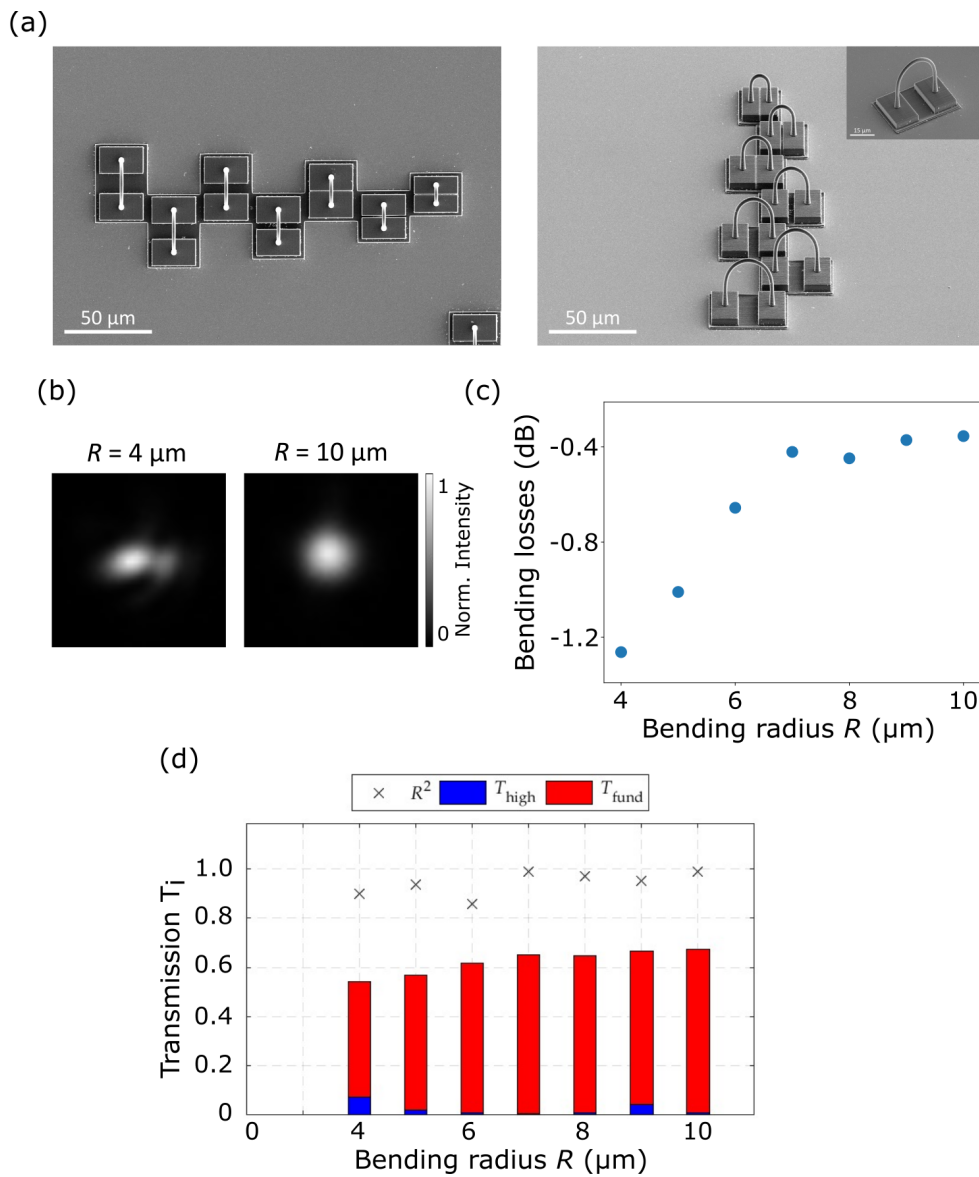 (a)
50 µm
50 µm
15 µm
(b)
R = 4 µm
R = 10 µm
1
0
Norm. Intensity
(c)
Bending losses (dB)
-0.4
-0.8
-1.2
4
6
8
10
Bending radius R (µm)
(d)
R² T_high T_fund
Transmission Tᵢ
1.0
0.8
0.6
0.4
0.2
0
0 4 6 8 10
Bending radius R (µm)